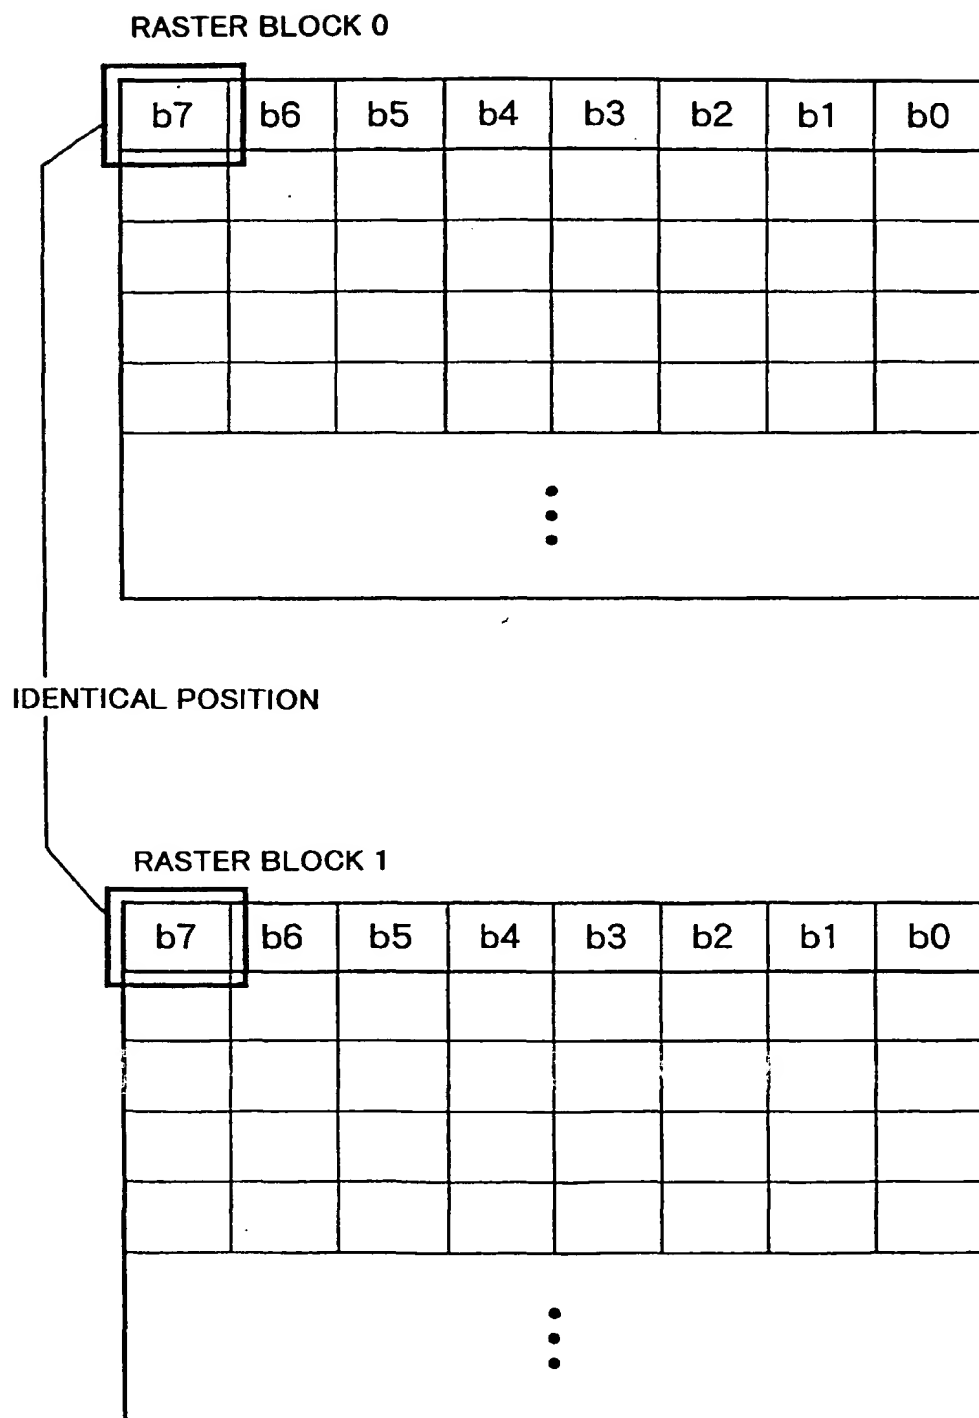 RASTER BLOCK 0
b7 b6 b5 b4 b3 b2 b1 b0
IDENTICAL POSITION
RASTER BLOCK 1
b7 b6 b5 b4 b3 b2 b1 b0